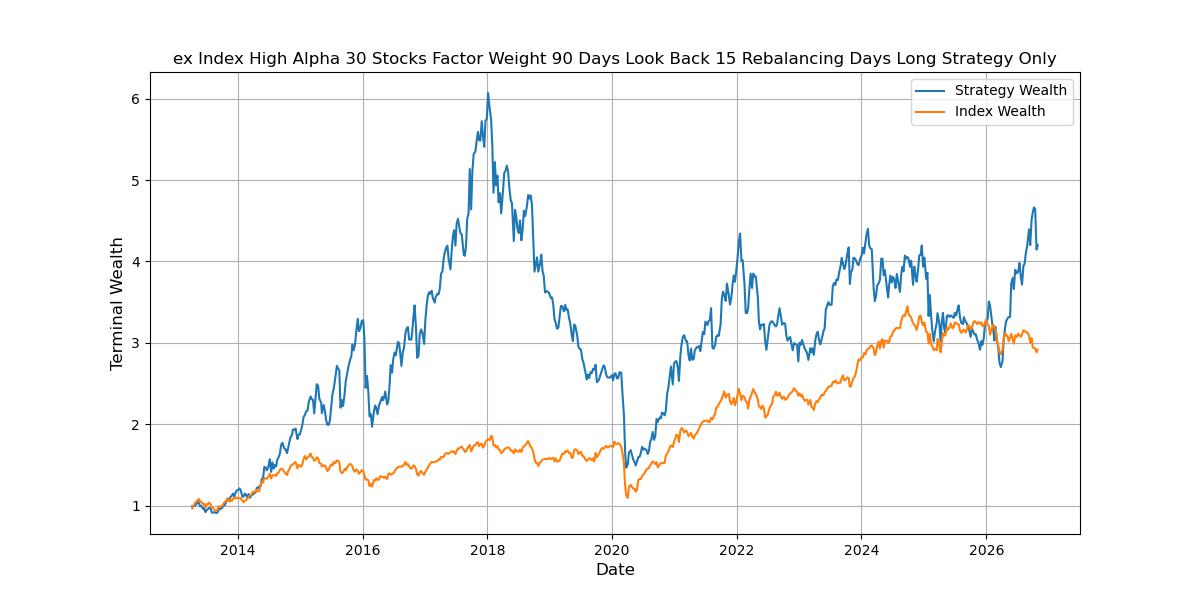 ex Index High Alpha 30 Stocks Factor Weight 90 Days Look Back 15 Rebalancing Days Long Strategy Only
Strategy Wealth
Index Wealth
6
5
4
3
2
1
Terminal Wealth
2014 2016 2018 2020 2022 2024 2026
Date